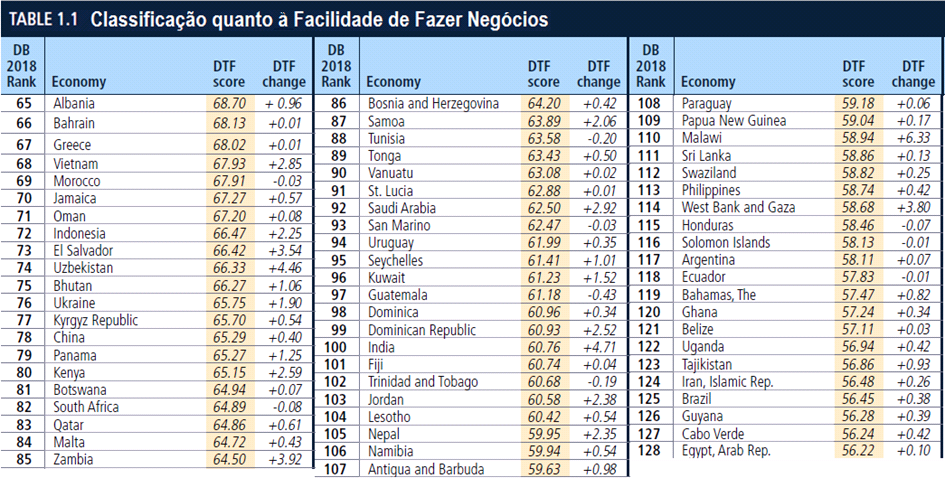 TABLE 1.1 Classificação quanto à Facilidade de Fazer Negócios
DB 2018 Rank Economy DTF score DTF change
65 Albania 68.70 + 0.96
66 Bahrain 68.13 +0.01
67 Greece 68.02 +0.01
68 Vietnam 67.93 +2.85
69 Morocco 67.91 -0.03
70 Jamaica 67.27 +0.57
71 Oman 67.20 +0.08
72 Indonesia 66.47 +2.25
73 El Salvador 66.42 +3.54
74 Uzbekistan 66.33 +4.46
75 Bhutan 66.27 +1.06
76 Ukraine 65.75 +1.90
77 Kyrgyz Republic 65.70 +0.54
78 China 65.29 +0.40
79 Panama 65.27 +1.25
80 Kenya 65.15 +2.59
81 Botswana 64.94 +0.07
82 South Africa 64.89 -0.08
83 Qatar 64.86 +0.61
84 Malta 64.72 +0.43
85 Zambia 64.50 +3.92
DB 2018 Rank Economy DTF score DTF change
86 Bosnia and Herzegovina 64.20 +0.42
87 Samoa 63.89 +2.06
88 Tunisia 63.58 -0.20
89 Tonga 63.43 +0.50
90 Vanuatu 63.08 +0.02
91 St. Lucia 62.88 +0.01
92 Saudi Arabia 62.50 +2.92
93 San Marino 62.47 -0.03
94 Uruguay 61.99 +0.35
95 Seychelles 61.41 +1.01
96 Kuwait 61.23 +1.52
97 Guatemala 61.18 -0.43
98 Dominica 60.96 +0.34
99 Dominican Republic 60.93 +2.52
100 India 60.76 +4.71
101 Fiji 60.74 +0.04
102 Trinidad and Tobago 60.68 -0.19
103 Jordan 60.58 +2.38
104 Lesotho 60.42 +0.54
105 Nepal 59.95 +2.35
106 Namibia 59.94 +0.54
107 Antigua and Barbuda 59.63 +0.98
DB 2018 Rank Economy DTF score DTF change
108 Paraguay 59.18 +0.06
109 Papua New Guinea 59.04 +0.17
110 Malawi 58.94 +6.33
111 Sri Lanka 58.86 +0.13
112 Swaziland 58.82 +0.25
113 Philippines 58.74 +0.42
114 West Bank and Gaza 58.68 +3.80
115 Honduras 58.46 -0.07
116 Solomon Islands 58.13 -0.01
117 Argentina 58.11 +0.07
118 Ecuador 57.83 -0.01
119 Bahamas, The 57.47 +0.82
120 Ghana 57.24 +0.34
121 Belize 57.11 +0.03
122 Uganda 56.94 +0.42
123 Tajikistan 56.86 +0.93
124 Iran, Islamic Rep. 56.48 +0.26
125 Brazil 56.45 +0.38
126 Guyana 56.28 +0.39
127 Cabo Verde 56.24 +0.42
128 Egypt, Arab Rep. 56.22 +0.10